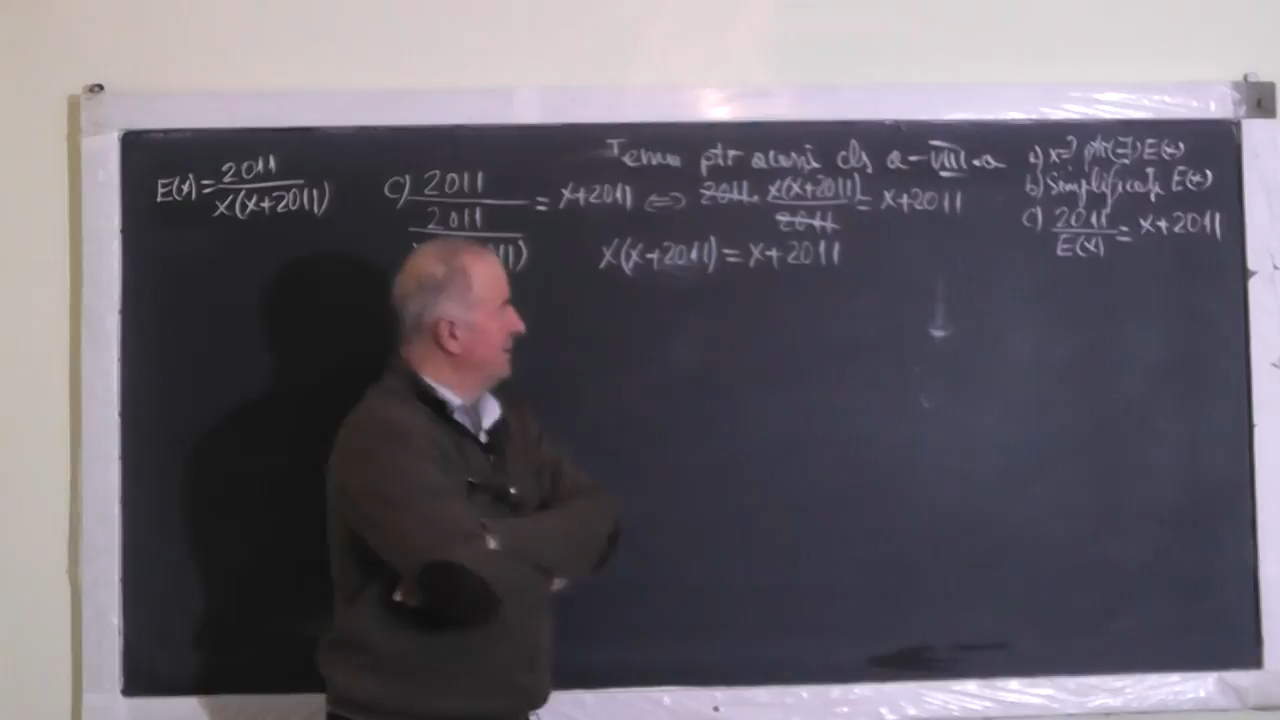 Tema ptr acasă cls a-VIII-a
E(x)=2011/x(x+2011)
c) 2011/(2011/ = x+2011 ⇔ 2011·x(x+2011)/2011 = x+2011
x(x+2011)=x+2011
a) x=? ptr (∃) E(x)
b) Simplificați E(x)
c) 2011/E(x) = x+2011